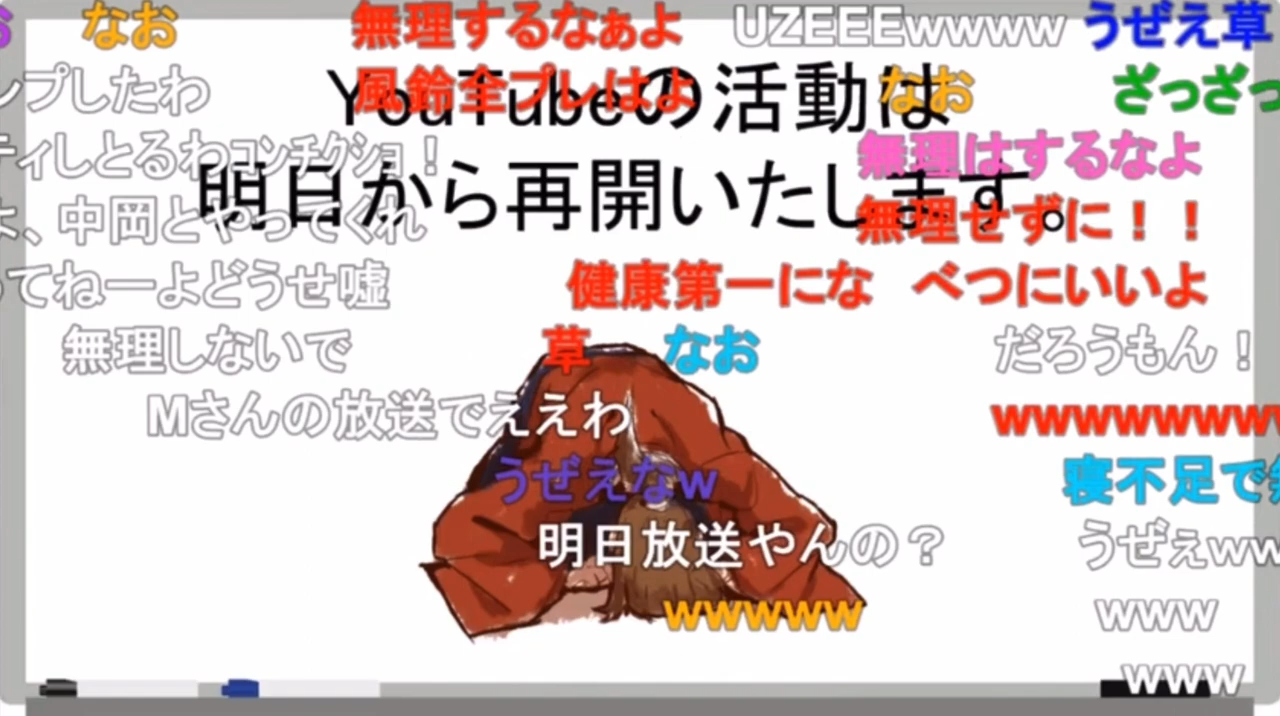 お なお 無理するなぁよ UZEEEwwww うぜえ草
ンプしたわ 風鈴全プレはよ なお ざっざっ
YouTubeの活動は
ティしとるわｺﾝﾁｸｼｮ！ 無理はするなよ
明日から再開いたします。
よ、中岡とやってくれ 無理せずに！！
ってねーよどうせ嘘 健康第一にな べつにいいよ
無理しないで 草 なお だろうもん！
Mさんの放送でええわ wwwwwwww
うぜえなw 寝不足で
明日放送やんの？ うぜぇww
wwwwww www
www